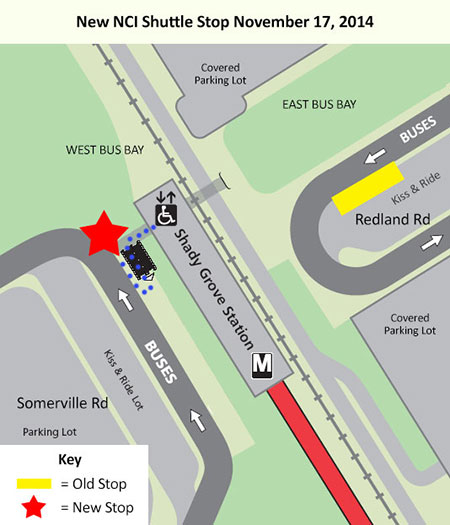 New NCI Shuttle Stop November 17, 2014
Covered
Parking Lot
EAST BUS BAY
WEST BUS BAY
BUSES
Kiss & Ride
Redland Rd
Shady Grove Station
M
Covered
Parking Lot
BUSES
Kiss & Ride Lot
Somerville Rd
Parking Lot
Key
= Old Stop
= New Stop